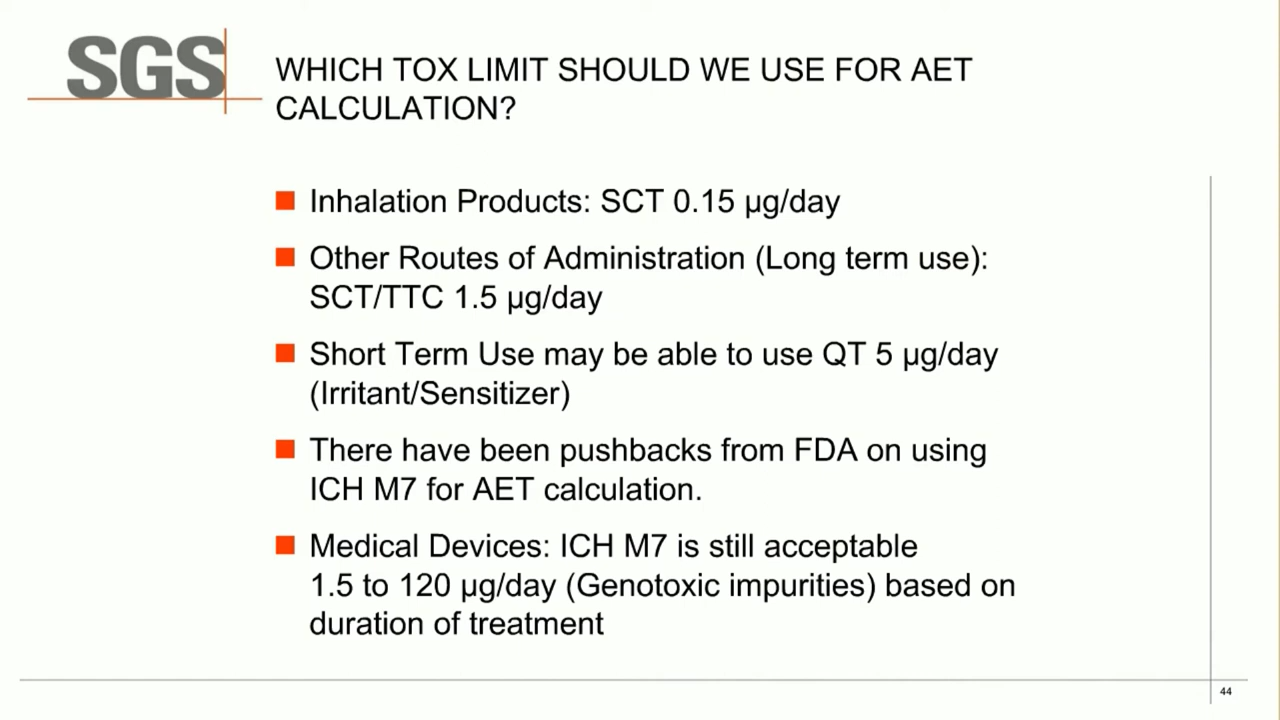 SGS
WHICH TOX LIMIT SHOULD WE USE FOR AET
CALCULATION?
Inhalation Products: SCT 0.15 µg/day
Other Routes of Administration (Long term use):
SCT/TTC 1.5 µg/day
Short Term Use may be able to use QT 5 µg/day
(Irritant/Sensitizer)
There have been pushbacks from FDA on using
ICH M7 for AET calculation.
Medical Devices: ICH M7 is still acceptable
1.5 to 120 µg/day (Genotoxic impurities) based on
duration of treatment
44